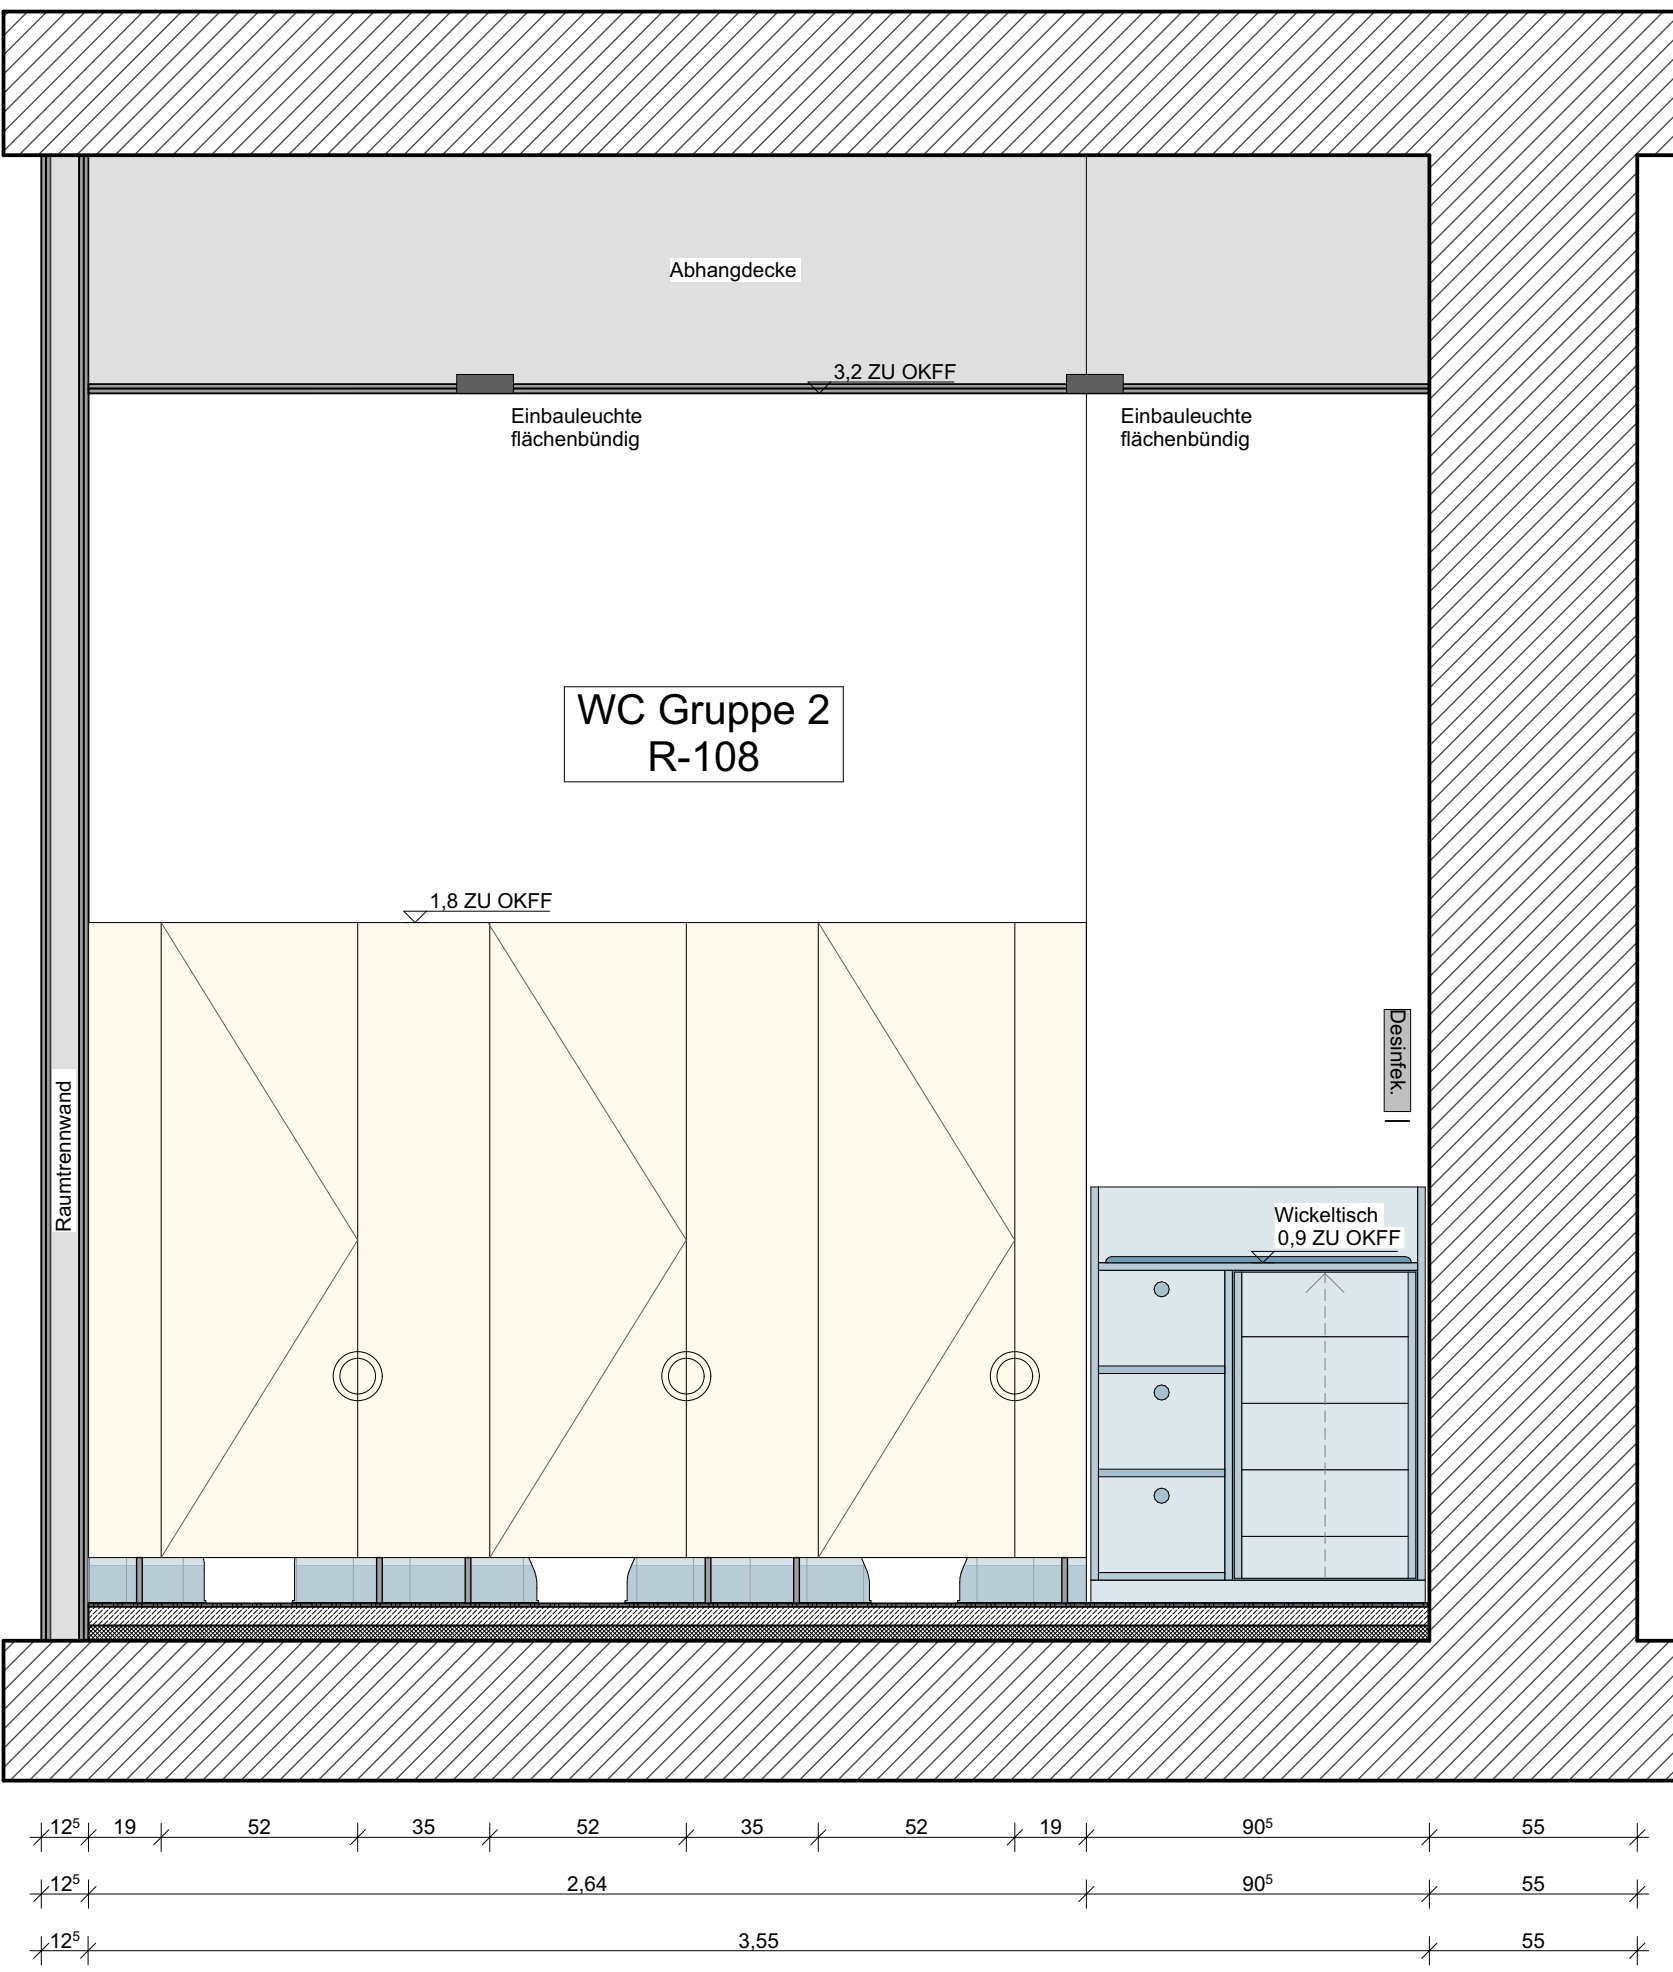 Abhangdecke
3,2 ZU OKFF
Einbauleuchte
flächenbündig
Einbauleuchte
flächenbündig
WC Gruppe 2
R-108
1,8 ZU OKFF
Desinfek.
Raumtrennwand
Wickeltisch
0,9 ZU OKFF
12⁵ 19 52 35 52 35 52 19 90⁵ 55
12⁵ 2,64 90⁵ 55
12⁵ 3,55 55